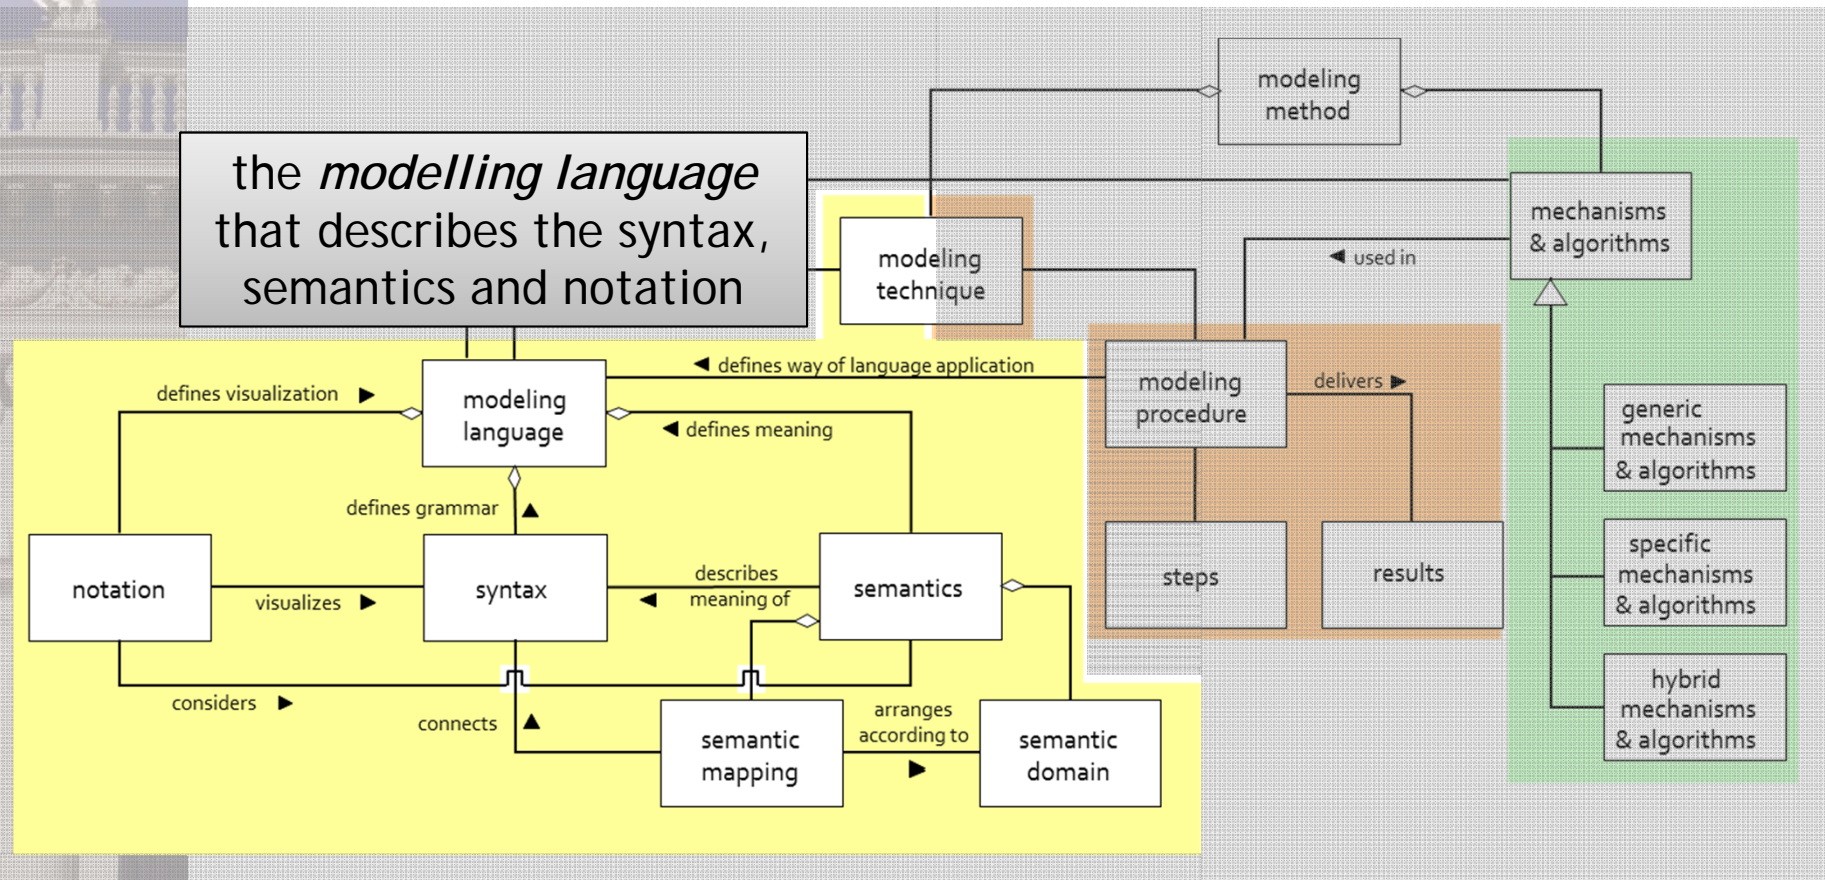 modeling
method
the modelling language
that describes the syntax,
semantics and notation
mechanisms
& algorithms
modeling
technique
◄ used in
◄ defines way of language application
defines visualization ►
modeling
language
◄ defines meaning
modeling
procedure
delivers ►
generic
mechanisms
& algorithms
defines grammar ▲
notation
visualizes ►
syntax
describes
◄ meaning of
semantics
steps
results
specific
mechanisms
& algorithms
considers ►
connects ▲
semantic
mapping
arranges
according to
►
semantic
domain
hybrid
mechanisms
& algorithms